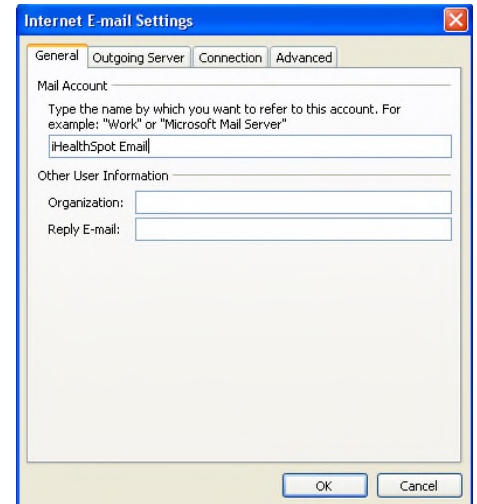 Internet E-mail Settings
General Outgoing Server Connection Advanced
Mail Account
Type the name by which you want to refer to this account. For
example: "Work" or "Microsoft Mail Server"
iHealthSpot Email
Other User Information
Organization:
Reply E-mail:
OK Cancel